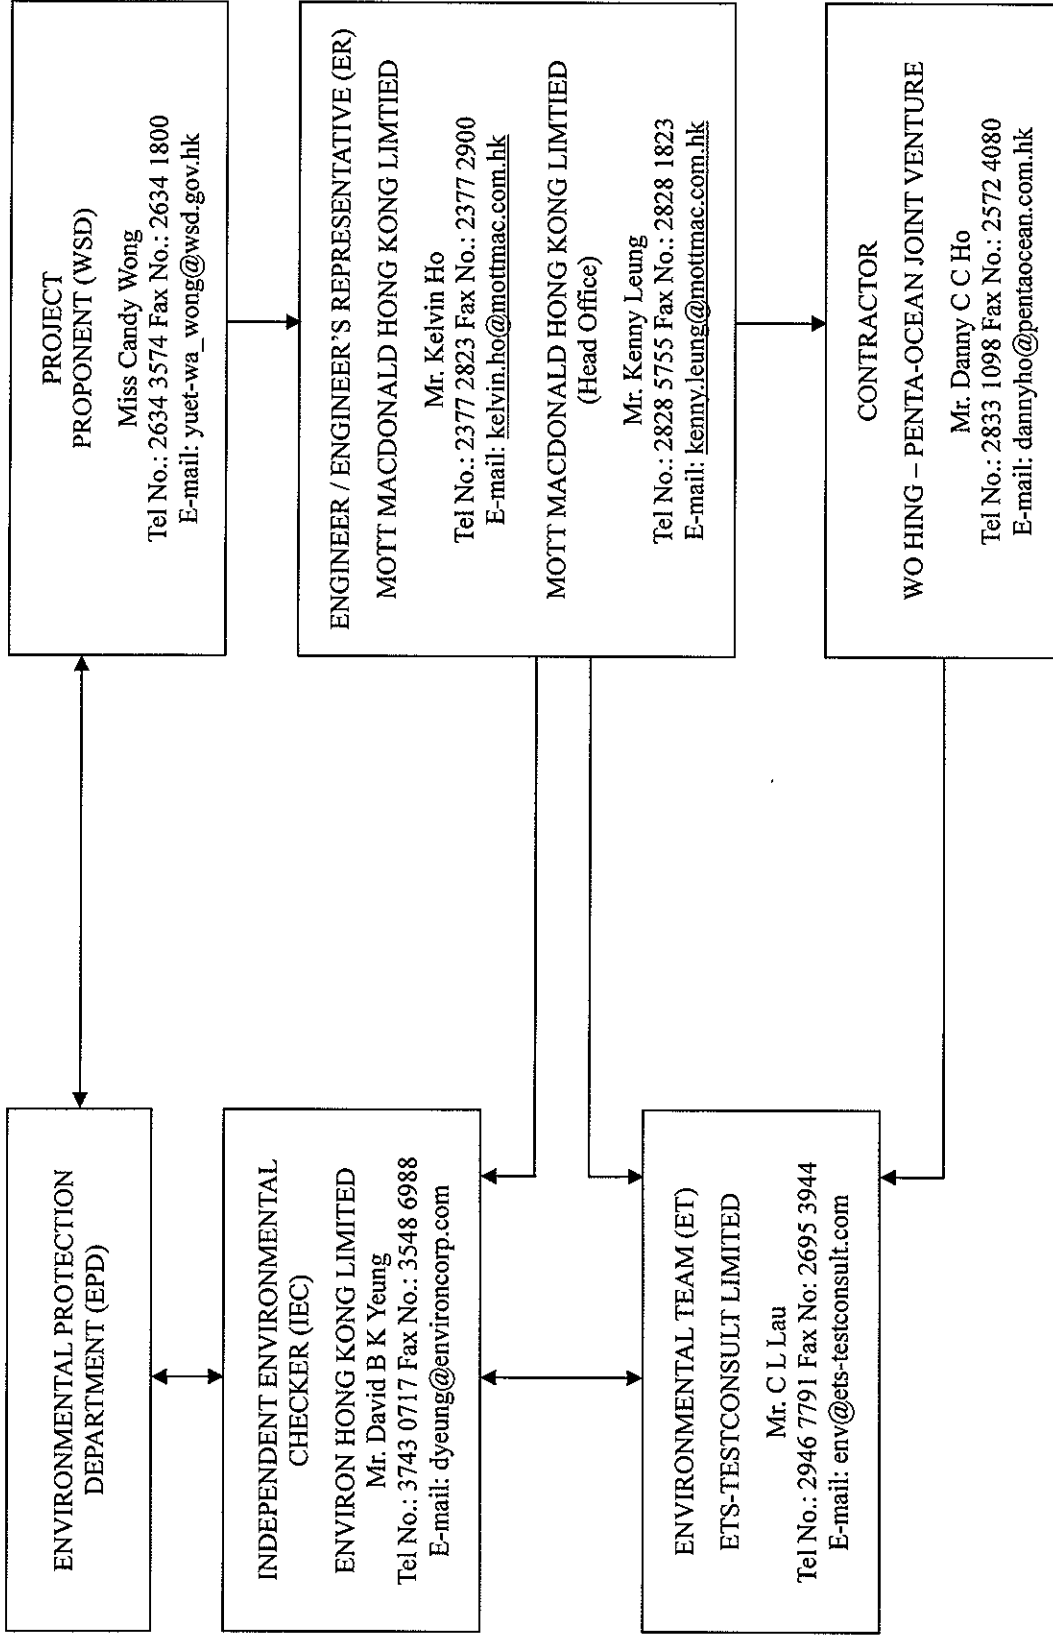 ENVIRONMENTAL PROTECTION
DEPARTMENT (EPD)
PROJECT
PROPONENT (WSD)
Miss Candy Wong
Tel No.: 2634 3574 Fax No.: 2634 1800
E-mail: yuet-wa_wong@wsd.gov.hk
INDEPENDENT ENVIRONMENTAL
CHECKER (IEC)
ENVIRON HONG KONG LIMITED
Mr. David B K Yeung
Tel No.: 3743 0717 Fax No.: 3548 6988
E-mail: dyeung@environcorp.com
ENGINEER / ENGINEER'S REPRESENTATIVE (ER)
MOTT MACDONALD HONG KONG LIMTIED
Mr. Kelvin Ho
Tel No.: 2377 2823 Fax No.: 2377 2900
E-mail: kelvin.ho@mottmac.com.hk
MOTT MACDONALD HONG KONG LIMTIED
(Head Office)
Mr. Kenny Leung
Tel No.: 2828 5755 Fax No.: 2828 1823
E-mail: kenny.leung@mottmac.com.hk
ENVIRONMENTAL TEAM (ET)
ETS-TESTCONSULT LIMITED
Mr. C L Lau
Tel No.: 2946 7791 Fax No: 2695 3944
E-mail: env@ets-testconsult.com
CONTRACTOR
WO HING – PENTA-OCEAN JOINT VENTURE
Mr. Danny C C Ho
Tel No.: 2833 1098 Fax No.: 2572 4080
E-mail: dannyho@pentaocean.com.hk